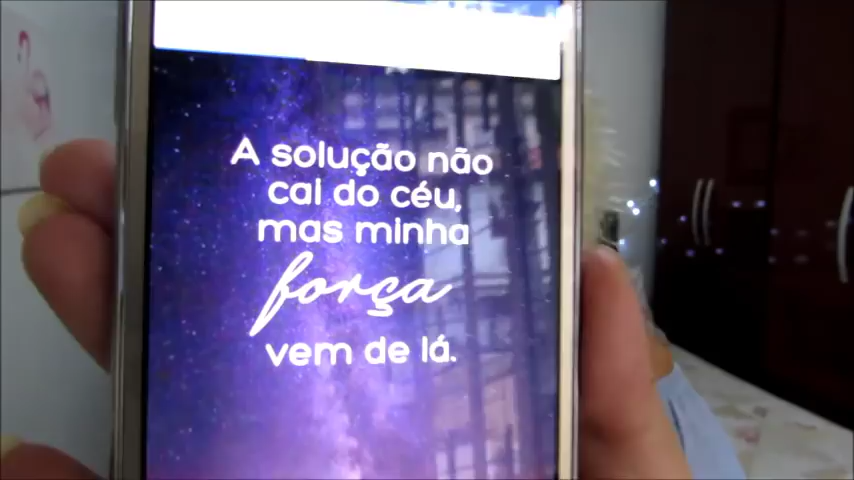 A solução não
cai do céu,
mas minha
força
vem de lá.